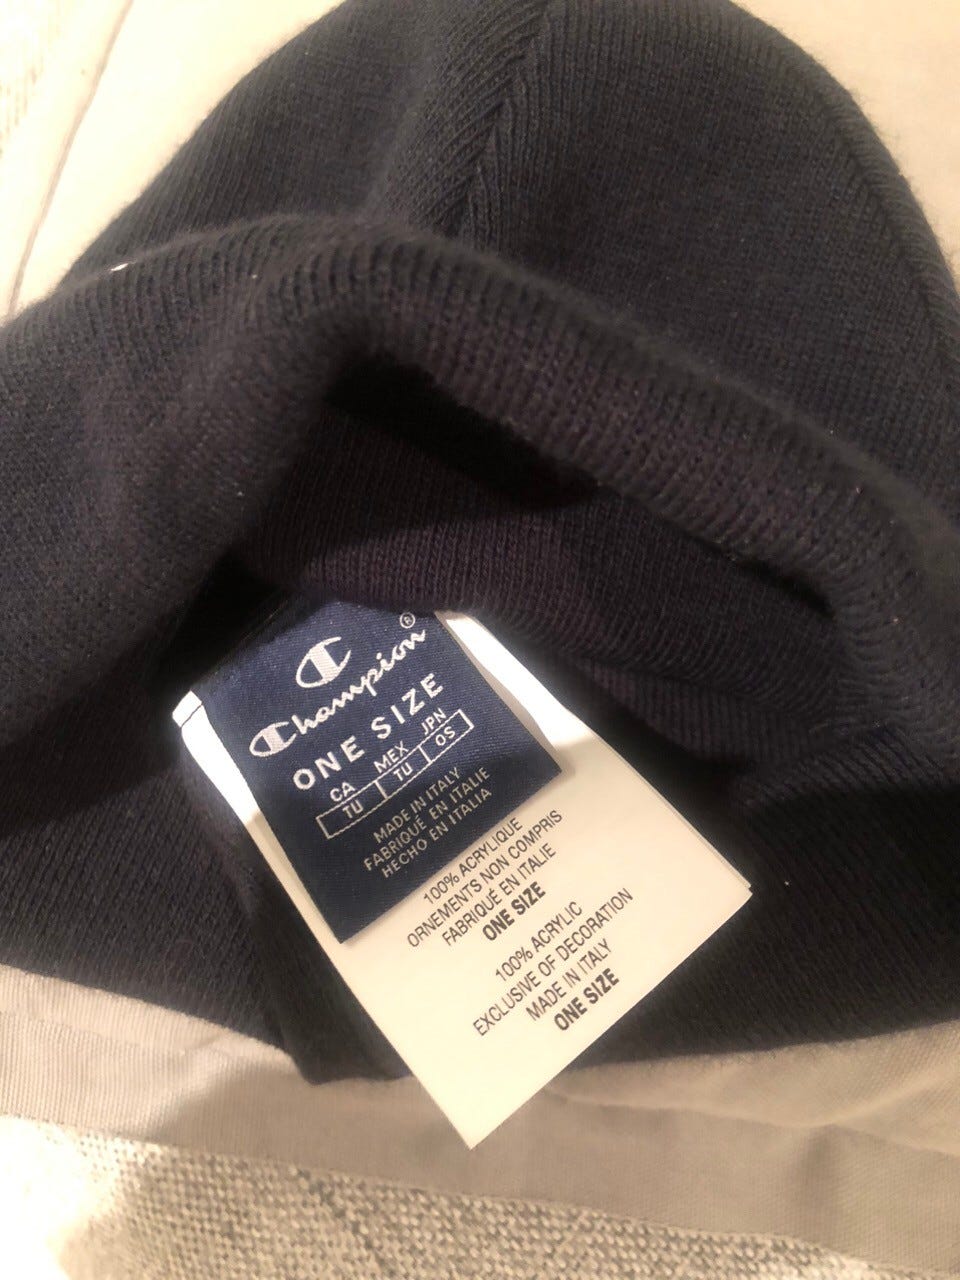 Champion®
ONE SIZE
CA MEX JPN
TU TU OS
MADE IN ITALY
FABRIQUÉ EN ITALIE
HECHO EN ITALIA
100% ACRYLIQUE
ORNEMENTS NON COMPRIS
FABRIQUÉ EN ITALIE
ONE SIZE
100% ACRYLIC
EXCLUSIVE OF DECORATION
MADE IN ITALY
ONE SIZE